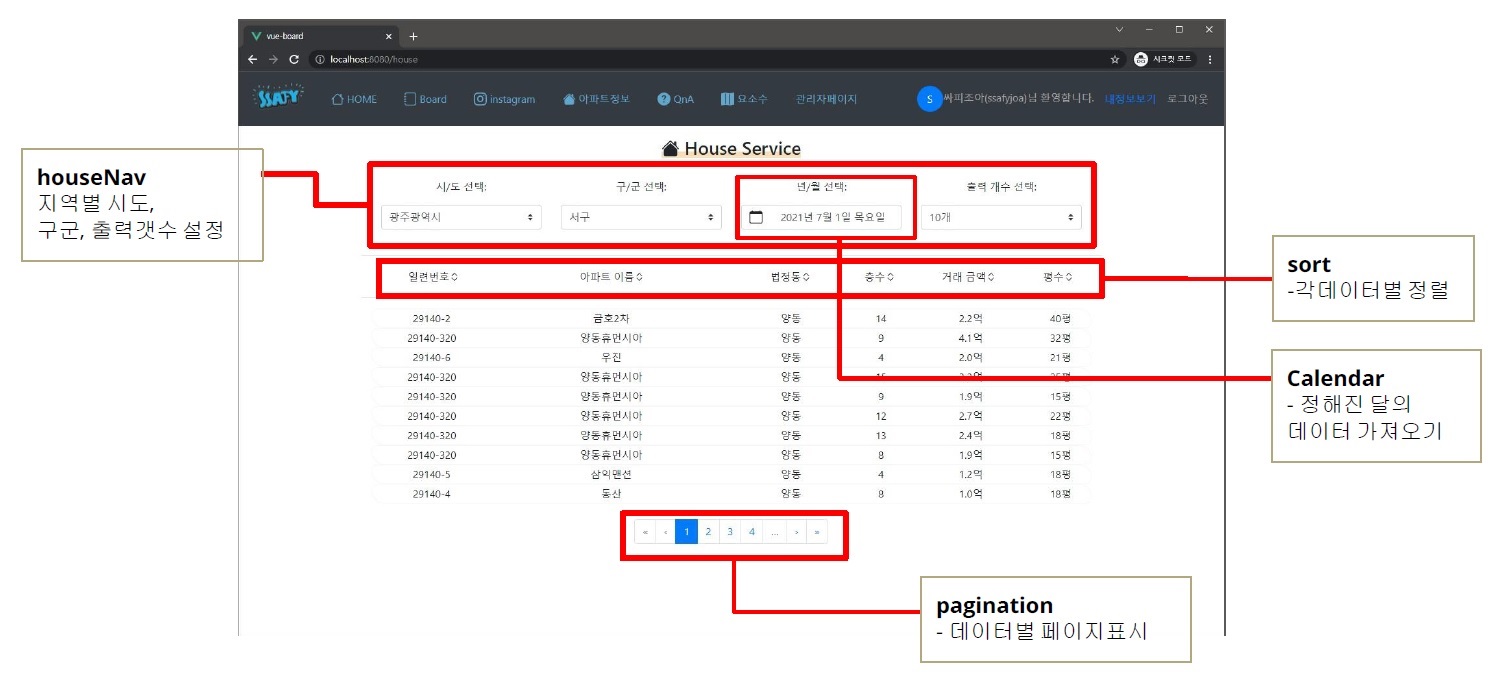 vue-board
localhost:8080/house
시크릿 모드
SSAFY
HOME
Board
instagram
아파트정보
QnA
요소수
관리자페이지
S
싸피조아(ssafyjoa)님 환영합니다.
내정보보기
로그아웃
House Service
houseNav
지역별 시도,
구군, 출력갯수 설정
시/도 선택: 구/군 선택: 년/월 선택: 출력 개수 선택:
광주광역시 서구 2021년 7월 1일 목요일 10개
일련번호 아파트 이름 법정동 층수 거래 금액 평수
sort
-각데이터별 정렬
29140-2 금호2차 양동 14 2.2억 40평
29140-320 양동휴먼시아 양동 9 4.1억 32평
29140-6 우진 양동 4 2.0억 21평
29140-320 양동휴먼시아 양동
29140-320 양동휴먼시아 양동 9 1.9억 15평
29140-320 양동휴먼시아 양동 12 2.7억 22평
29140-320 양동휴먼시아 양동 13 2.4억 18평
29140-320 양동휴먼시아 양동 8 1.9억 15평
29140-5 삼익맨션 양동 4 1.2억 18평
29140-4 동산 양동 8 1.0억 18평
Calendar
- 정해진 달의
데이터 가져오기
« ‹ 1 2 3 4 ... › »
pagination
- 데이터별 페이지표시